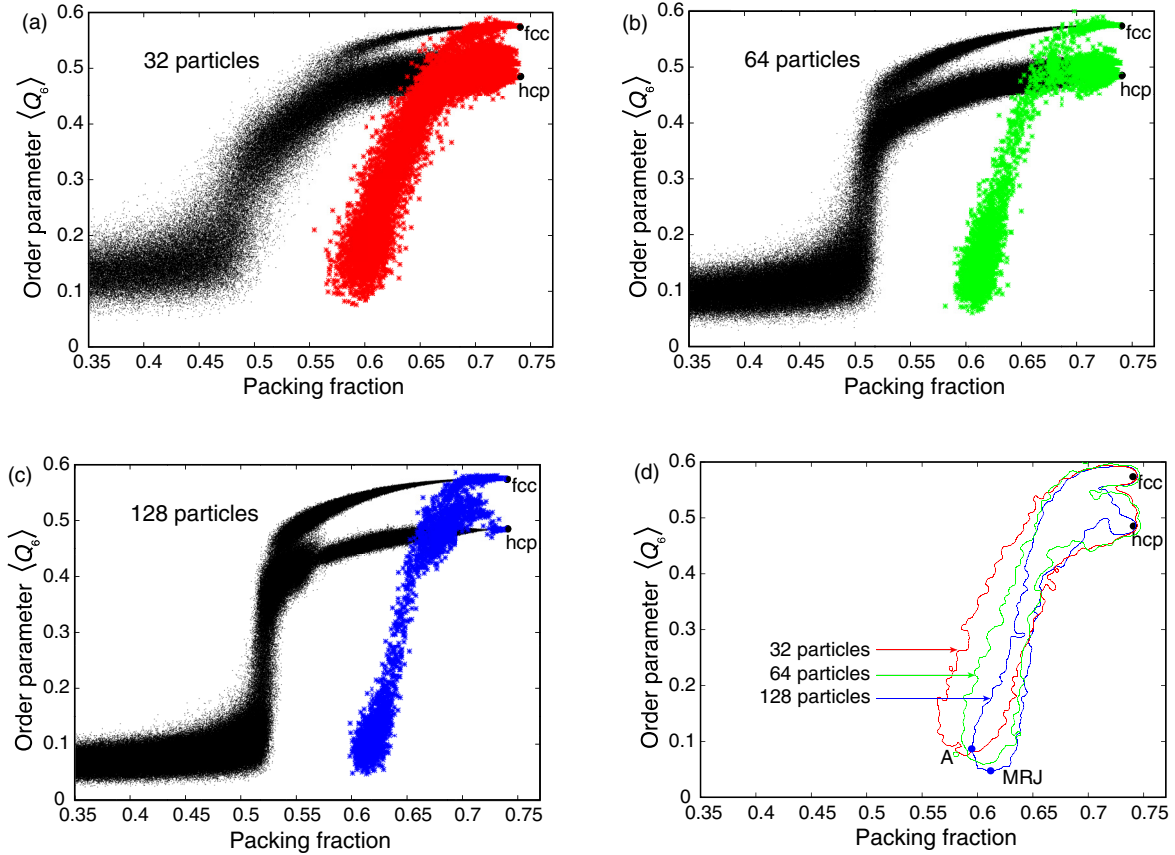 (a)
32 particles
fcc
hcp
Order parameter ⟨Q₆⟩
0.6
0.5
0.4
0.3
0.2
0.1
0
0.35 0.4 0.45 0.5 0.55 0.6 0.65 0.7 0.75
Packing fraction
(b)
64 particles
fcc
hcp
Order parameter ⟨Q₆⟩
0.6
0.5
0.4
0.3
0.2
0.1
0
0.35 0.4 0.45 0.5 0.55 0.6 0.65 0.7 0.75
Packing fraction
(c)
128 particles
fcc
hcp
Order parameter ⟨Q₆⟩
0.6
0.5
0.4
0.3
0.2
0.1
0
0.35 0.4 0.45 0.5 0.55 0.6 0.65 0.7 0.75
Packing fraction
(d)
fcc
hcp
32 particles
64 particles
128 particles
A
MRJ
Order parameter ⟨Q₆⟩
0.6
0.5
0.4
0.3
0.2
0.1
0
0.35 0.4 0.45 0.5 0.55 0.6 0.65 0.7 0.75
Packing fraction